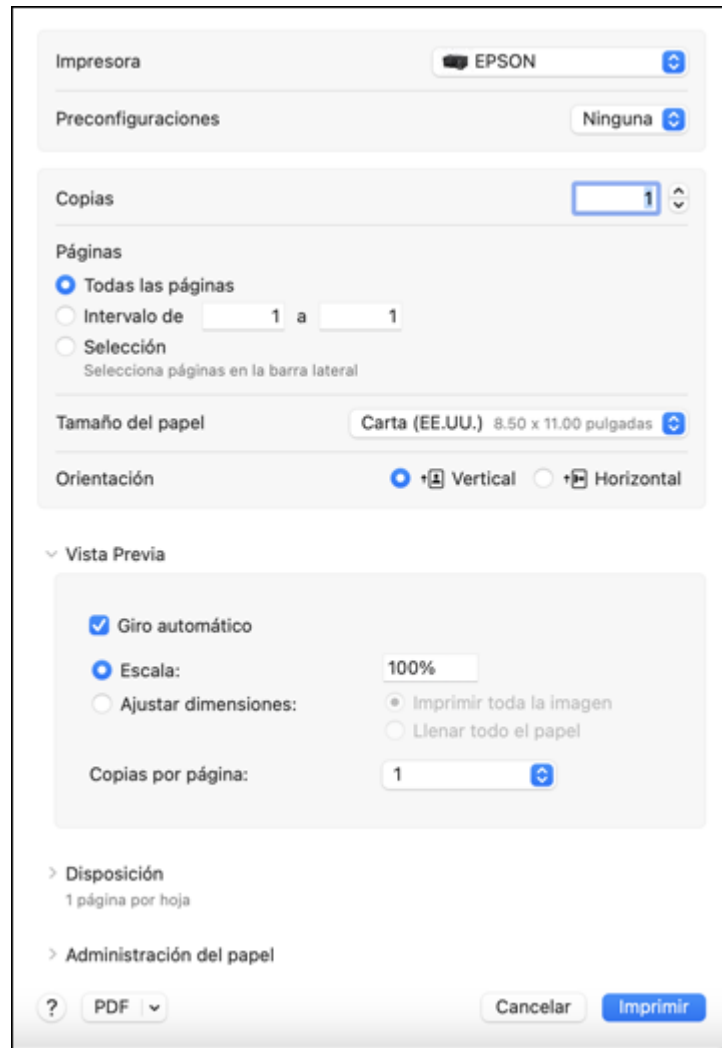 Impresora EPSON
Preconfiguraciones Ninguna
Copias 1
Páginas
Todas las páginas
Intervalo de 1 a 1
Selección
Selecciona páginas en la barra lateral
Tamaño del papel Carta (EE.UU.) 8.50 x 11.00 pulgadas
Orientación Vertical Horizontal
Vista Previa
Giro automático
Escala: 100%
Ajustar dimensiones: Imprimir toda la imagen
Llenar todo el papel
Copias por página: 1
Disposición
1 página por hoja
Administración del papel
? PDF Cancelar Imprimir